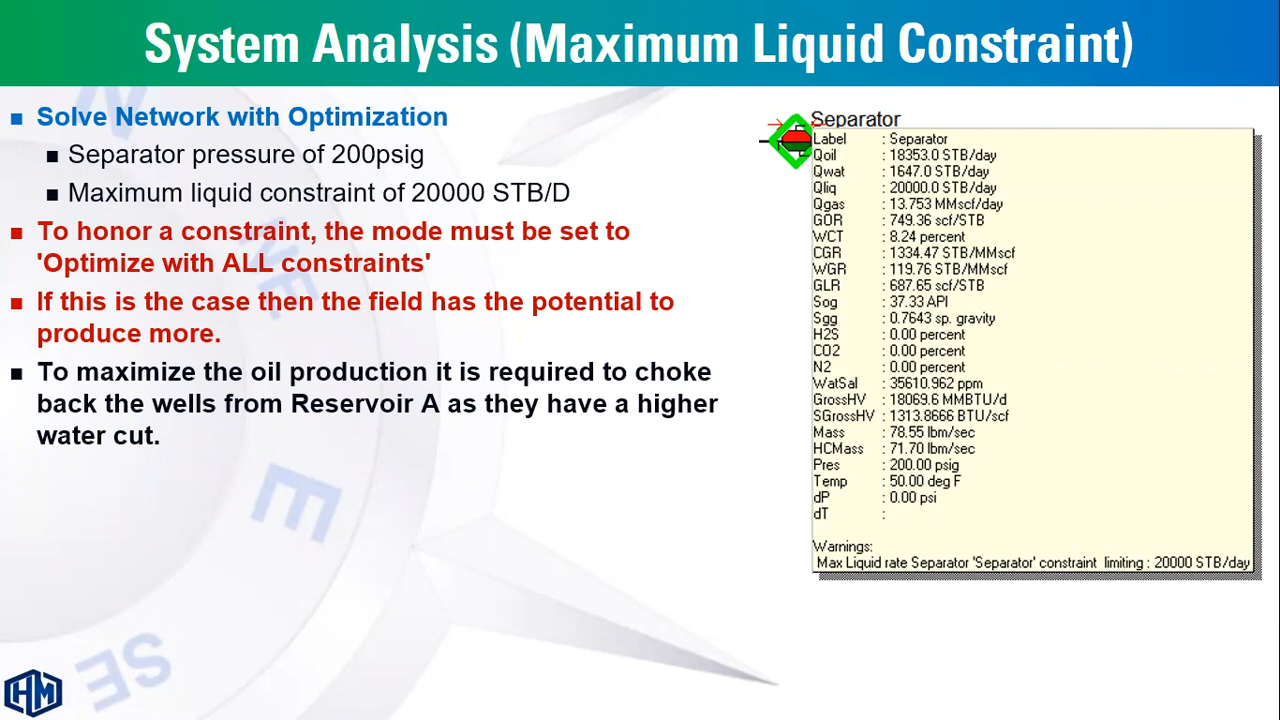 System Analysis (Maximum Liquid Constraint)
Solve Network with Optimization
Separator pressure of 200psig
Maximum liquid constraint of 20000 STB/D
To honor a constraint, the mode must be set to
'Optimize with ALL constraints'
If this is the case then the field has the potential to
produce more.
To maximize the oil production it is required to choke
back the wells from Reservoir A as they have a higher
water cut.
Separator
Label : Separator
Qoil : 18353.0 STB/day
Qwat : 1647.0 STB/day
Qliq : 20000.0 STB/day
Qgas : 13.753 MMscf/day
GOR : 749.36 scf/STB
WCT : 8.24 percent
CGR : 1334.47 STB/MMscf
WGR : 119.76 STB/MMscf
GLR : 687.65 scf/STB
Sog : 37.33 API
Sgg : 0.7643 sp. gravity
H2S : 0.00 percent
CO2 : 0.00 percent
N2 : 0.00 percent
WatSal : 35610.962 ppm
GrossHV : 18069.6 MMBTU/d
SGrossHV : 1313.8666 BTU/scf
Mass : 78.55 lbm/sec
HCMass : 71.70 lbm/sec
Pres : 200.00 psig
Temp : 50.00 deg F
dP : 0.00 psi
dT :
Warnings:
Max Liquid rate Separator 'Separator' constraint limiting : 20000 STB/day
N
NE
E
SE
HM